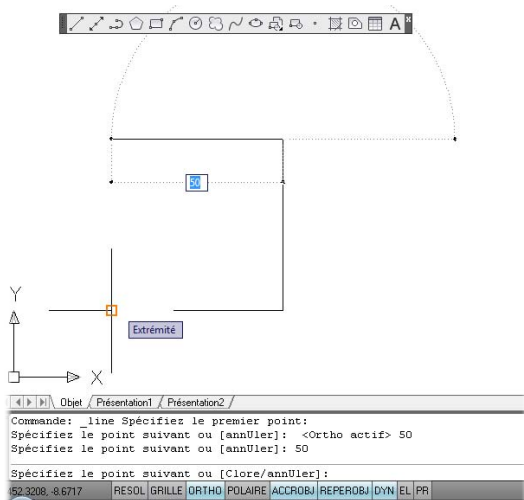 A
50
Extrémité
Y
X
Objet Présentation1 Présentation2
Commande: _line Spécifiez le premier point:
Spécifiez le point suivant ou [annUler]: <Ortho actif> 50
Spécifiez le point suivant ou [annUler]: 50
Spécifiez le point suivant ou [Clore/annUler]:
352.3208, -8.6717 RESOL GRILLE ORTHO POLAIRE ACCROBJ REPEROBJ DYN EL PR